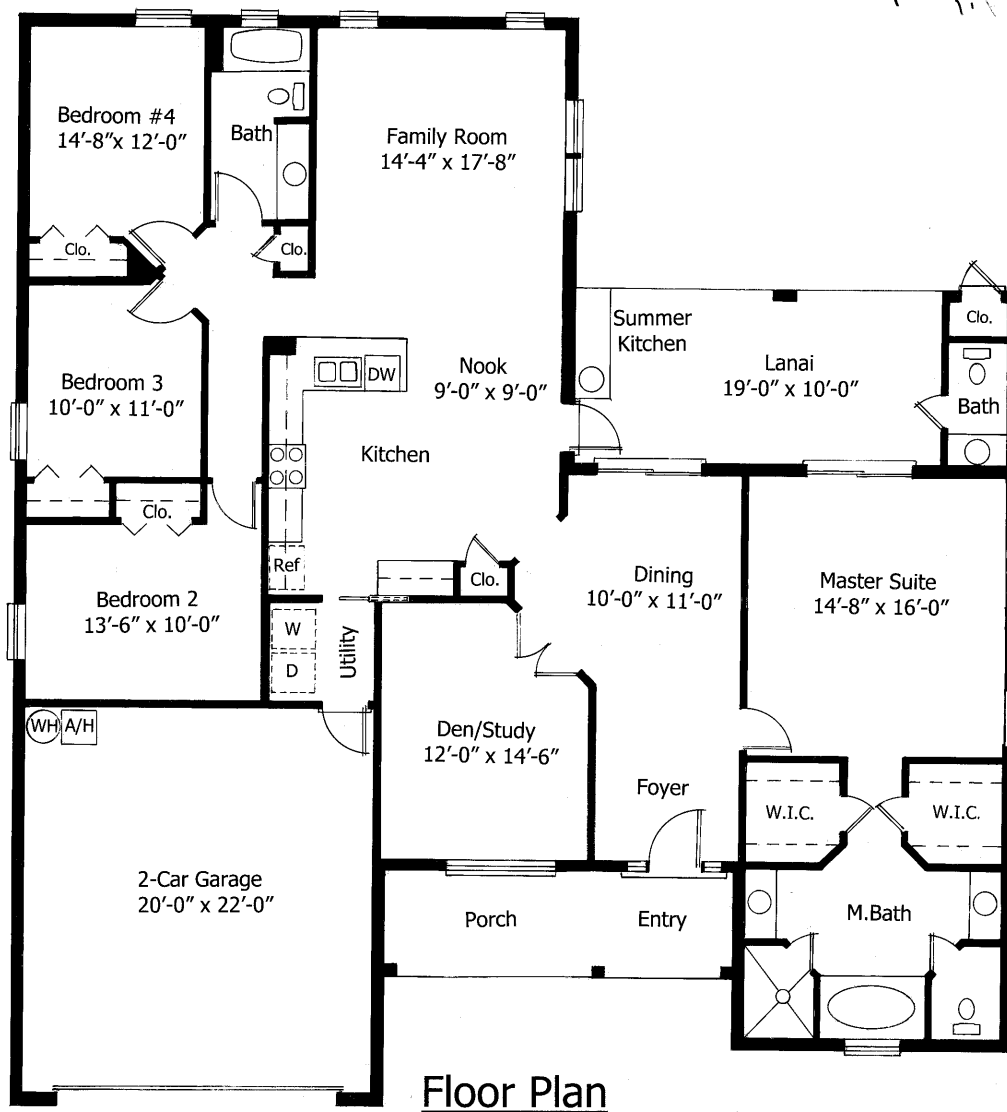 Bedroom #4
14'-8"x 12'-0"
Bath
Family Room
14'-4" x 17'-8"
Clo.
Clo.
Summer
Kitchen
Clo.
Lanai
19'-0" x 10'-0"
Bath
Nook
9'-0" x 9'-0"
DW
Bedroom 3
10'-0" x 11'-0"
Kitchen
Clo.
Ref
Clo.
Dining
10'-0" x 11'-0"
Master Suite
14'-8" x 16'-0"
Bedroom 2
13'-6" x 10'-0"
W
D
Utility
WH
A/H
Den/Study
12'-0" x 14'-6"
Foyer
W.I.C.
W.I.C.
2-Car Garage
20'-0" x 22'-0"
Porch
Entry
M.Bath
Floor Plan